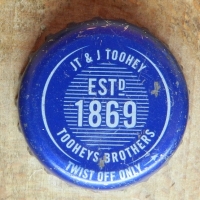 JT & J TOOHEY
ESTD
1869
TOOHEYS BROTHERS
TWIST OFF ONLY